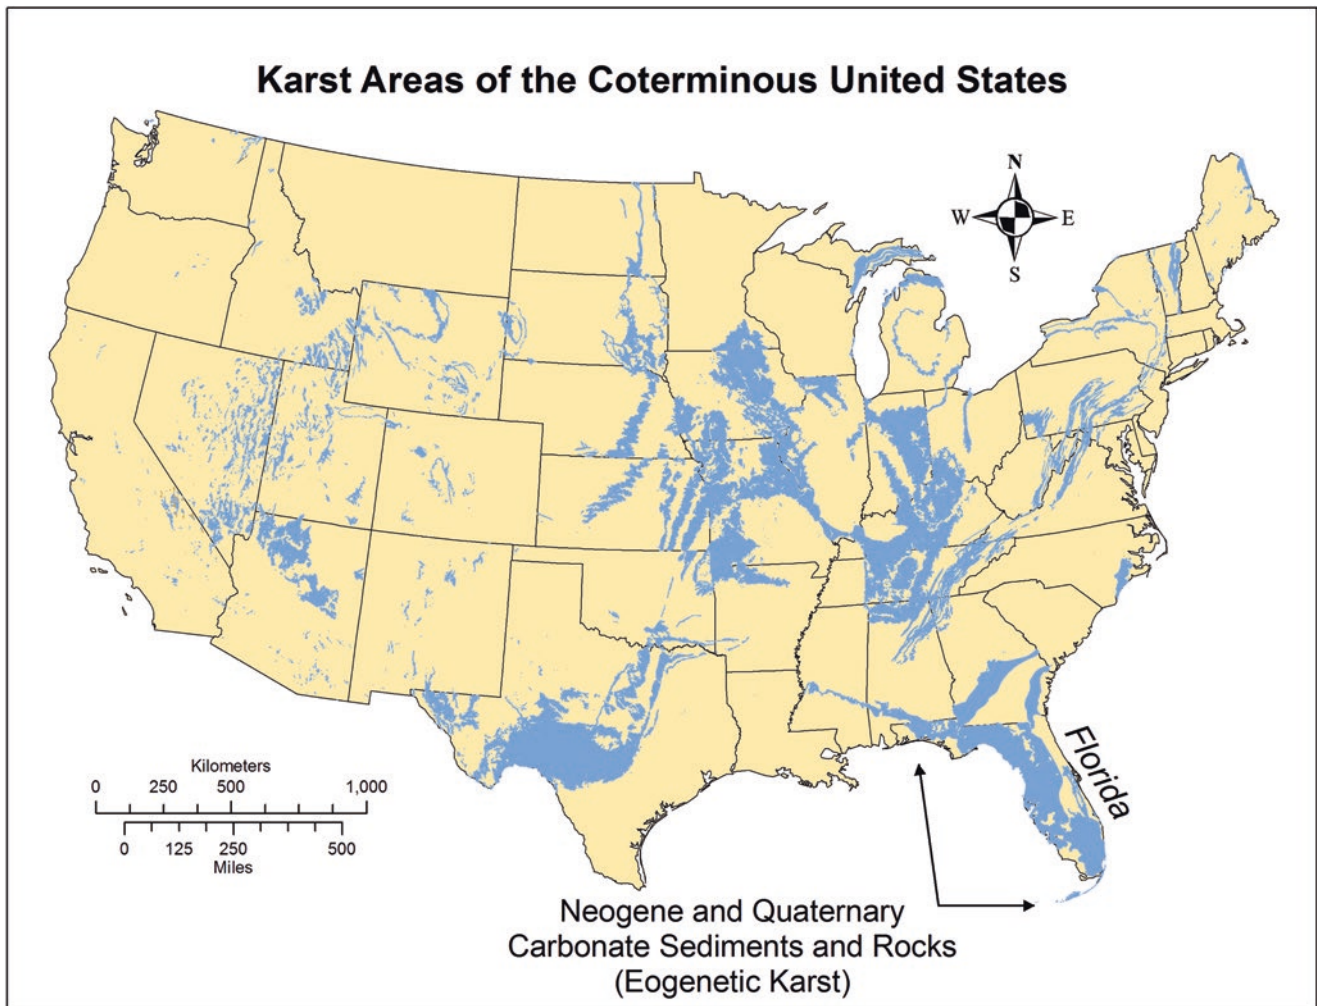 Karst Areas of the Coterminous United States
N
W E
S
Florida
Kilometers
0 250 500 1,000
0 125 250 500
Miles
Neogene and Quaternary
Carbonate Sediments and Rocks
(Eogenetic Karst)